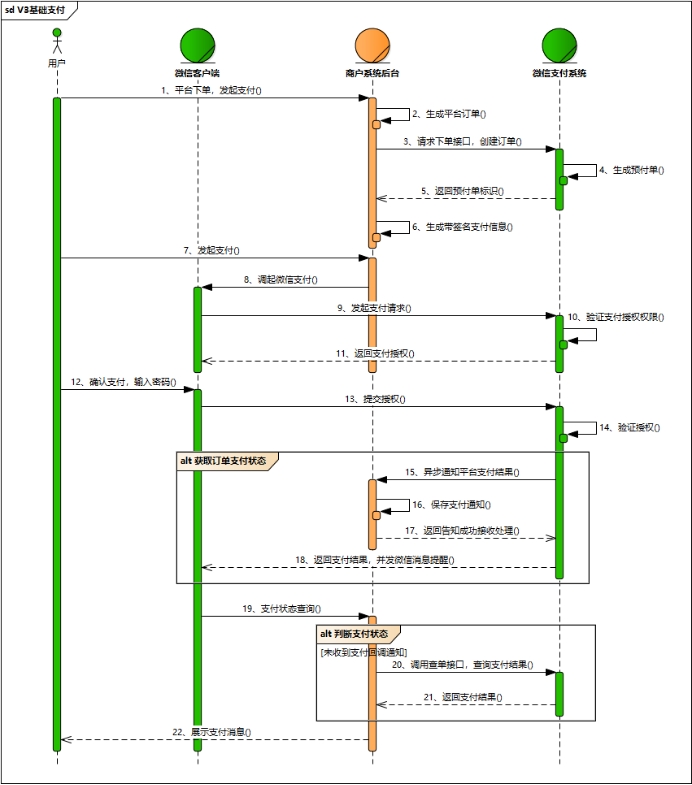 sd V3基础支付
用户
微信客户端
商户系统后台
微信支付系统
1、平台下单，发起支付()
2、生成平台订单()
3、请求下单接口，创建订单()
4、生成预付单()
5、返回预付单标识()
6、生成带签名支付信息()
7、发起支付()
8、调起微信支付()
9、发起支付请求()
10、验证支付授权权限()
11、返回支付授权()
12、确认支付，输入密码()
13、提交授权()
14、验证授权()
alt 获取订单支付状态
15、异步通知平台支付结果()
16、保存支付通知()
17、返回告知成功接收处理()
18、返回支付结果，并发微信消息提醒()
19、支付状态查询()
alt 判断支付状态
[未收到支付回调通知]
20、调用查单接口，查询支付结果()
21、返回支付结果()
22、展示支付消息()